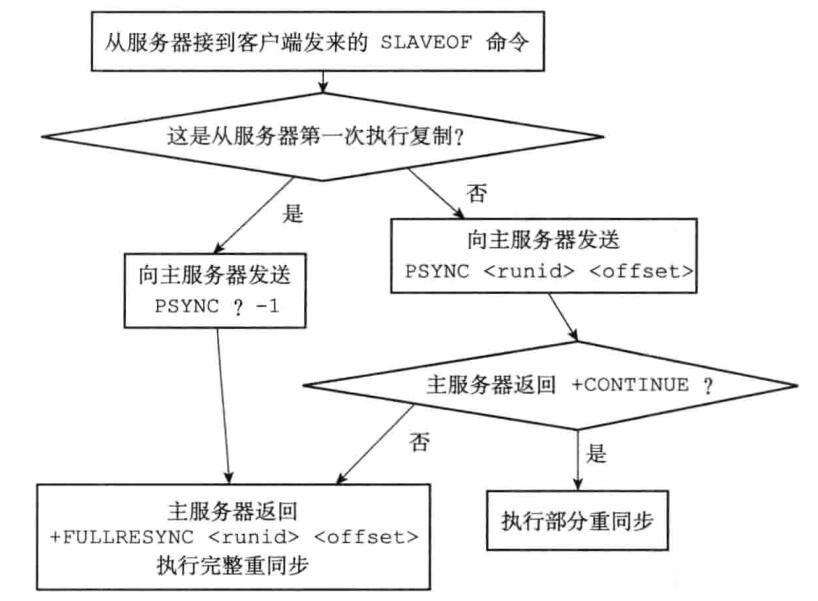 从服务器接到客户端发来的 SLAVEOF 命令
这是从服务器第一次执行复制?
是
否
向主服务器发送
PSYNC ? -1
向主服务器发送
PSYNC <runid> <offset>
主服务器返回 +CONTINUE ?
否
是
主服务器返回
+FULLRESYNC <runid> <offset>
执行完整重同步
执行部分重同步